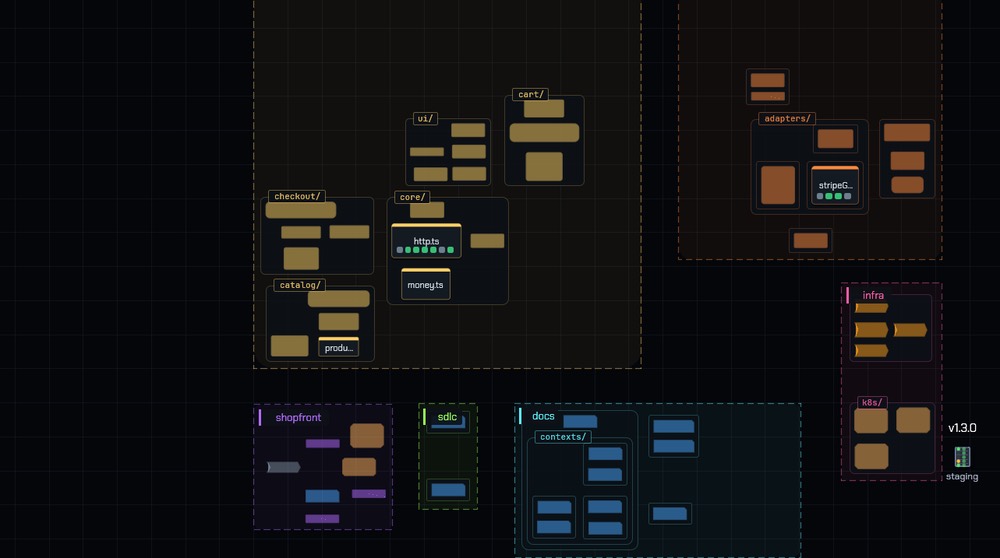 cart/
ui/
adapters/
stripeG...
checkout/
core/
http.ts
money.ts
catalog/
produ...
infra
k8s/
shopfront
sdlc
docs
contexts/
v1.3.0
staging